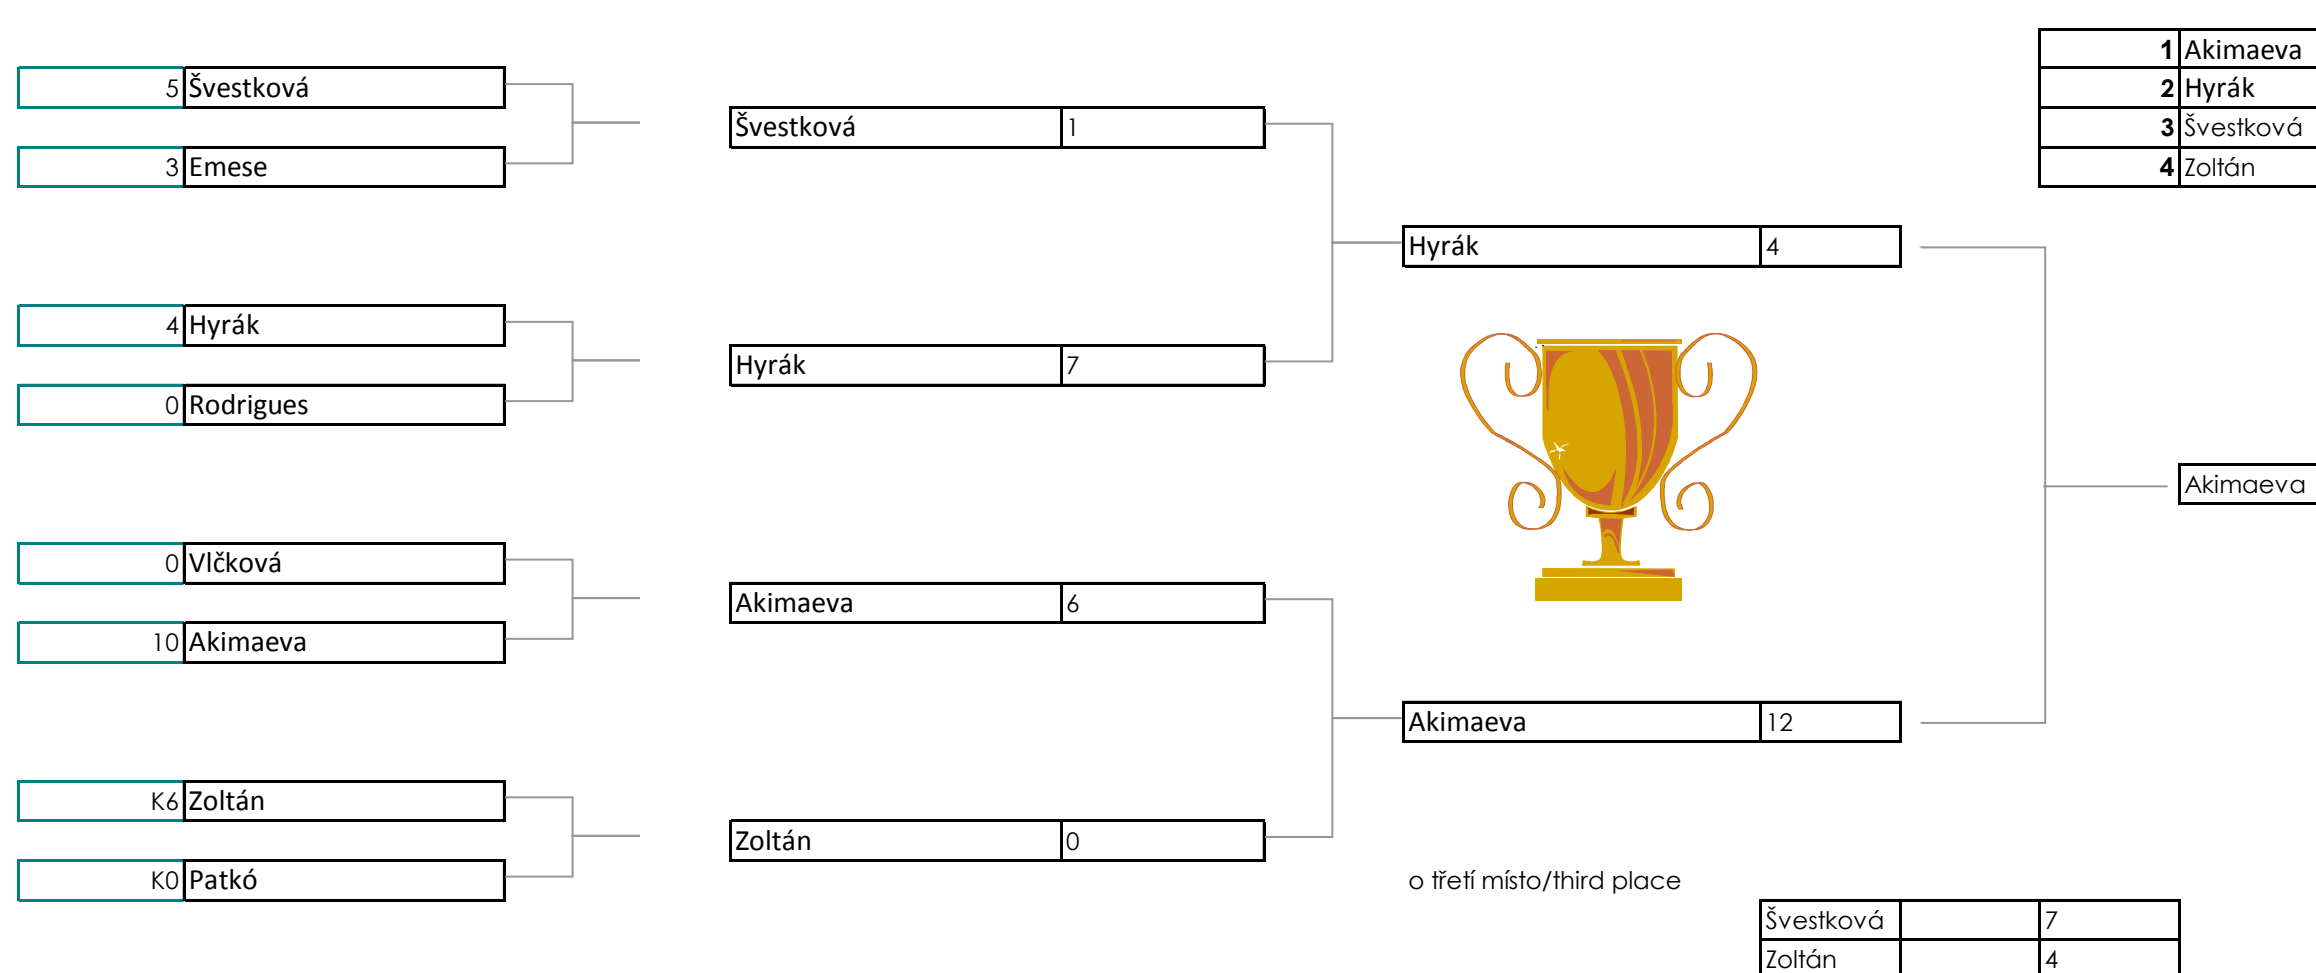 5 Švestková
3 Emese
4 Hyrák
0 Rodrigues
0 Vlčková
10 Akimaeva
K6 Zoltán
K0 Patkó
Švestková 1
Hyrák 7
Akimaeva 6
Zoltán 0
Hyrák 4
Akimaeva 12
o třetí místo/third place
Švestková 7
Zoltán 4
1 Akimaeva
2 Hyrák
3 Švestková
4 Zoltán
Akimaeva